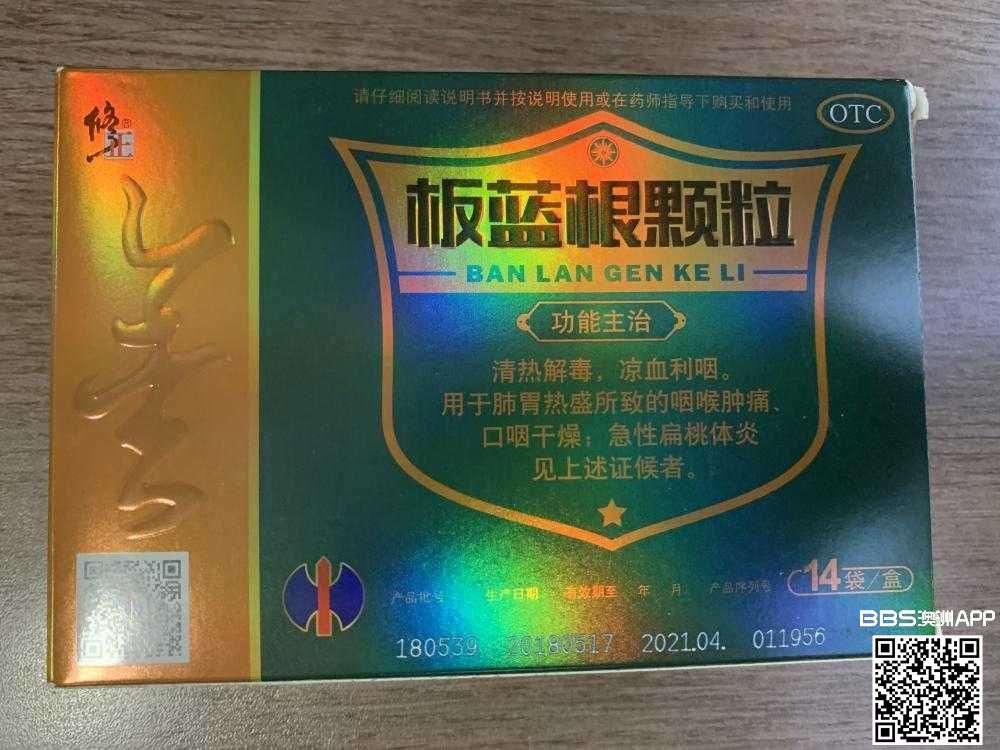 请仔细阅读说明书并按说明使用或在药师指导下购买和使用
OTC
修正
板蓝根颗粒
BAN LAN GEN KE LI
功能主治
清热解毒，凉血利咽。
用于肺胃热盛所致的咽喉肿痛、
口咽干燥；急性扁桃体炎
见上述证候者。
14袋/盒
产品批号 生产日期 有效期至 年 月 产品序列号
180539 20180517 2021.04. 011956
BBS澳洲APP